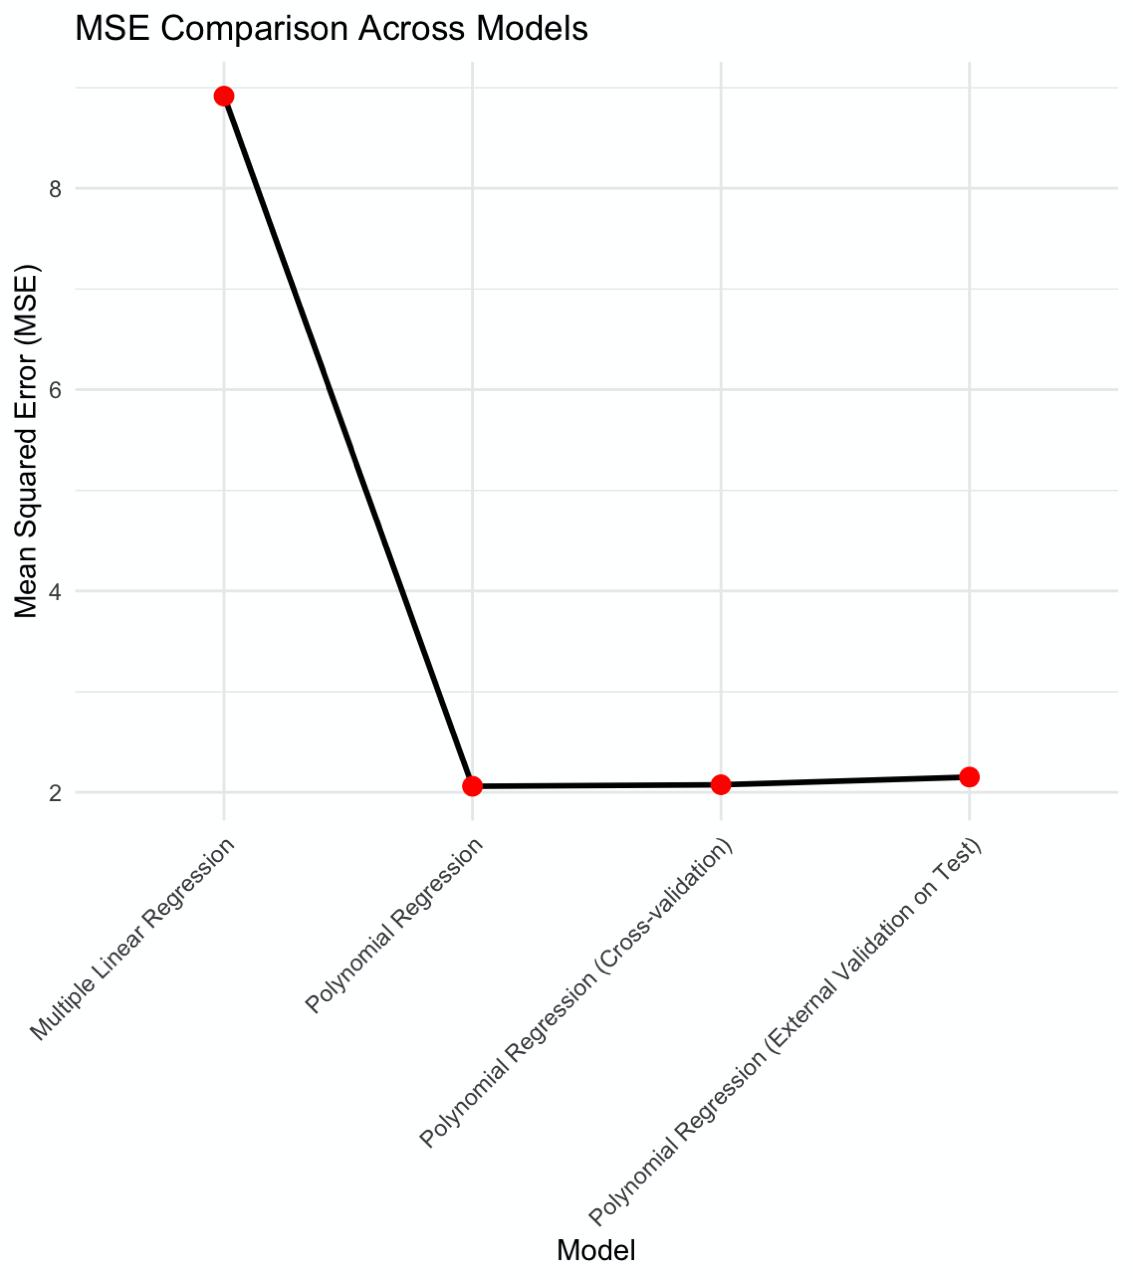 MSE Comparison Across Models
Mean Squared Error (MSE)
8
6
4
2
Multiple Linear Regression
Polynomial Regression
Polynomial Regression (Cross-validation)
Polynomial Regression (External Validation on Test)
Model